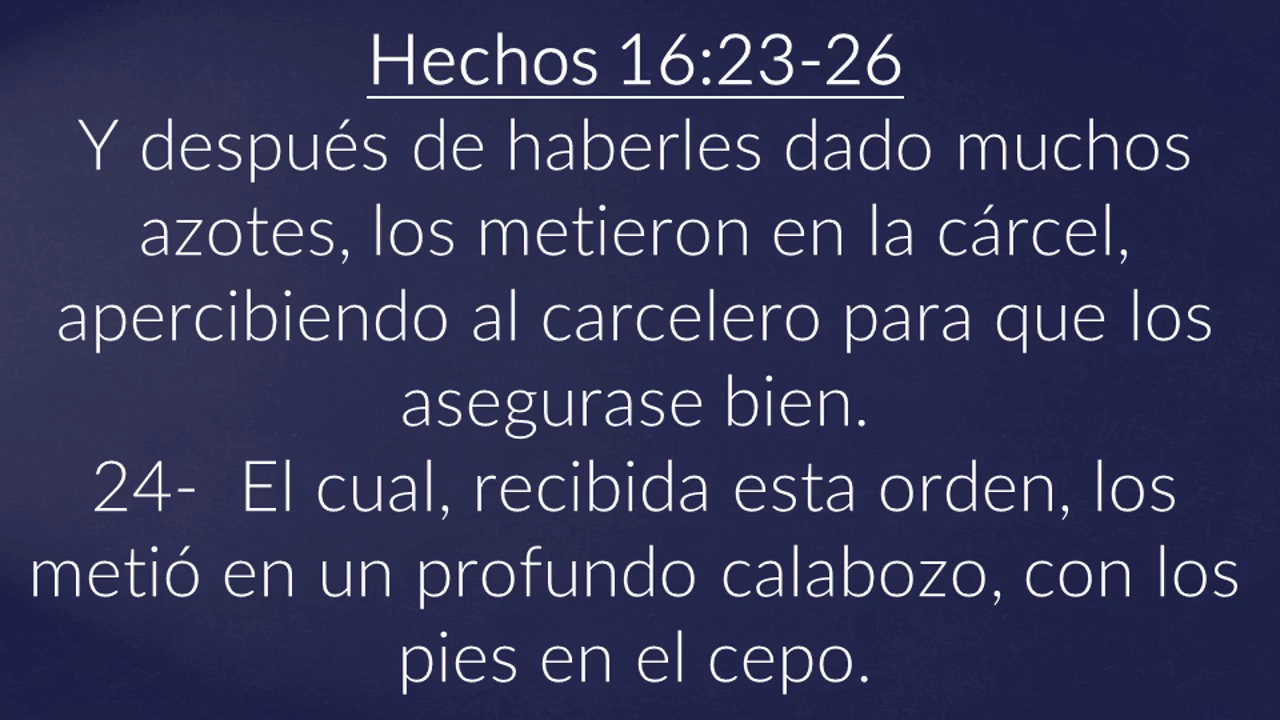 Hechos 16:23-26
Y después de haberles dado muchos
azotes, los metieron en la cárcel,
apercibiendo al carcelero para que los
asegurase bien.
24-  El cual, recibida esta orden, los
metió en un profundo calabozo, con los
pies en el cepo.